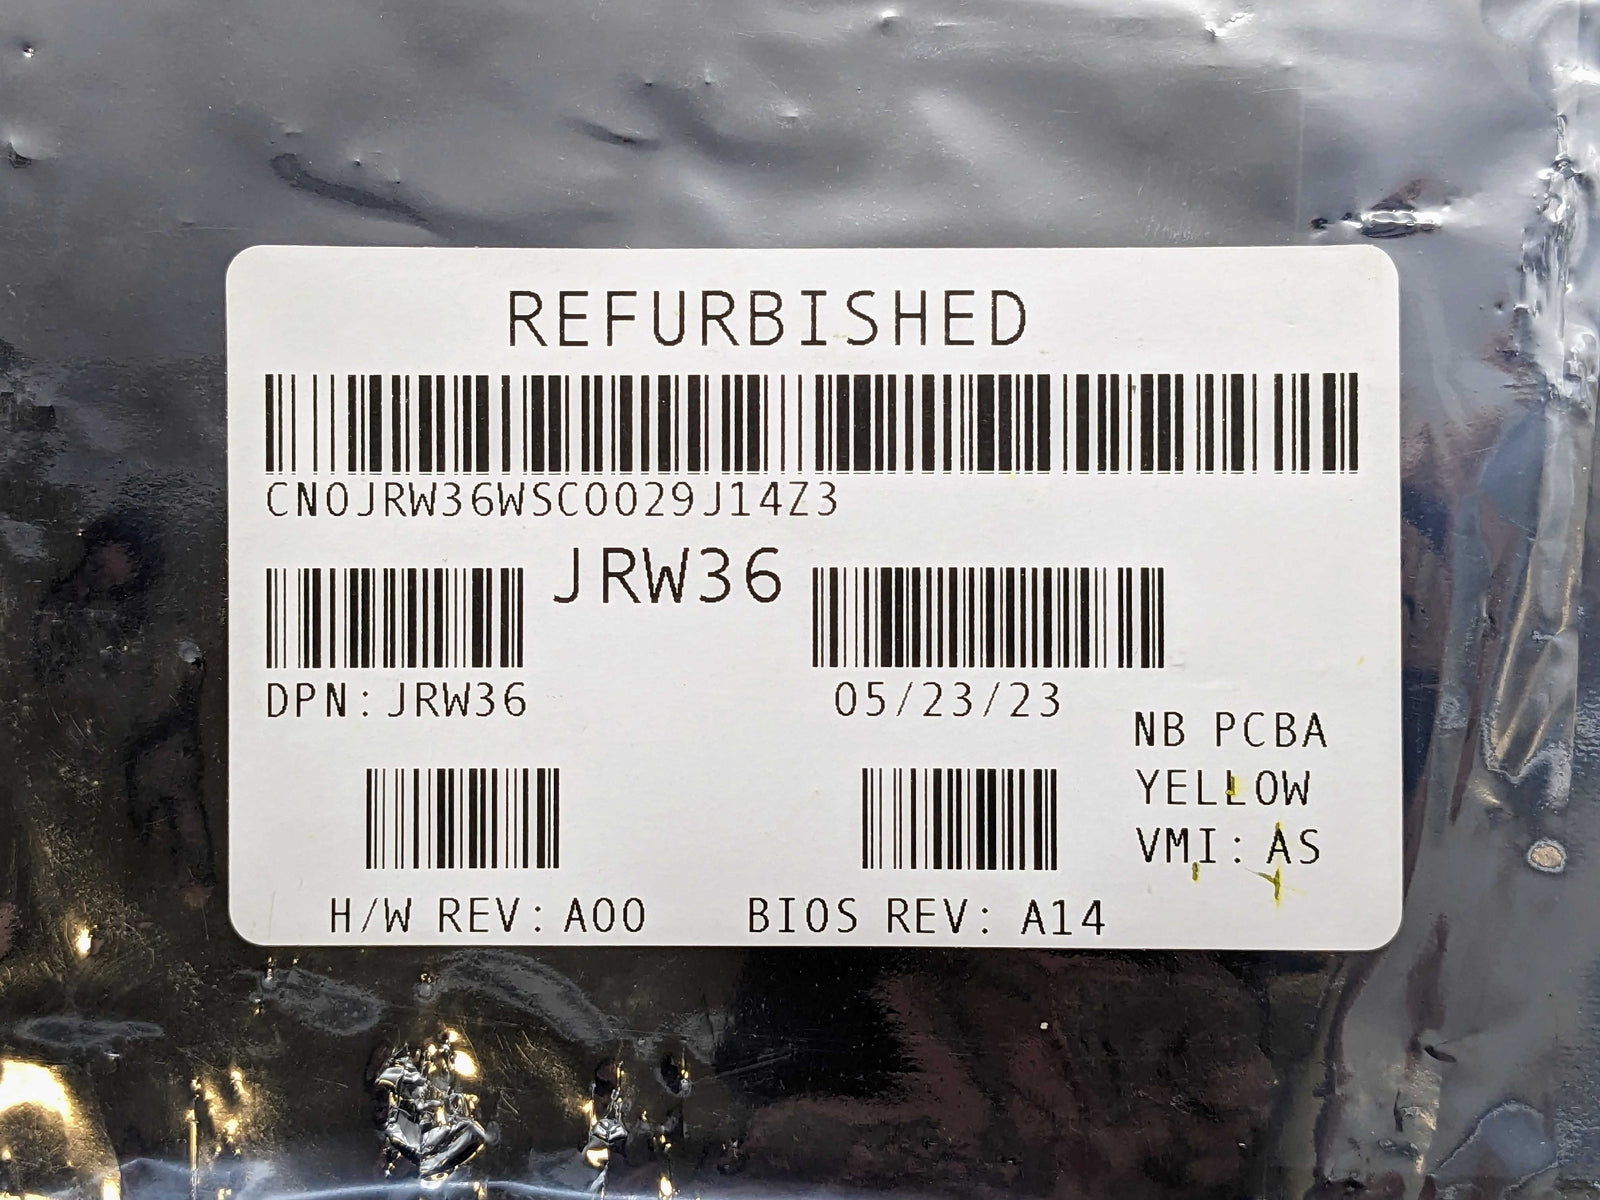 REFURBISHED
CN0JRW36WSC0029J14Z3
JRW36
DPN:JRW36
05/23/23
NB PCBA
YELLOW
VMI: AS
H/W REV: A00
BIOS REV: A14